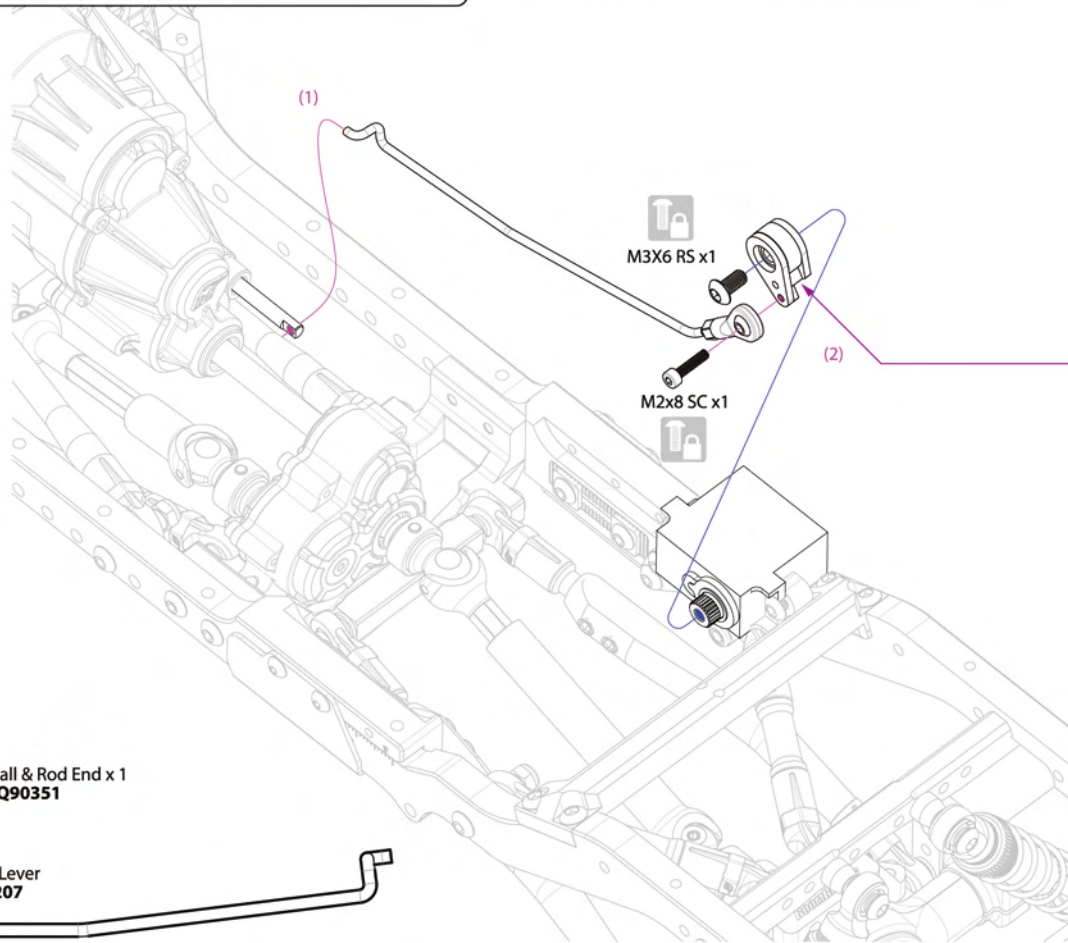 (1)
M3X6 RS x1
(2)
M2x8 SC x1
all & Rod End x 1
Q90351
Lever
207